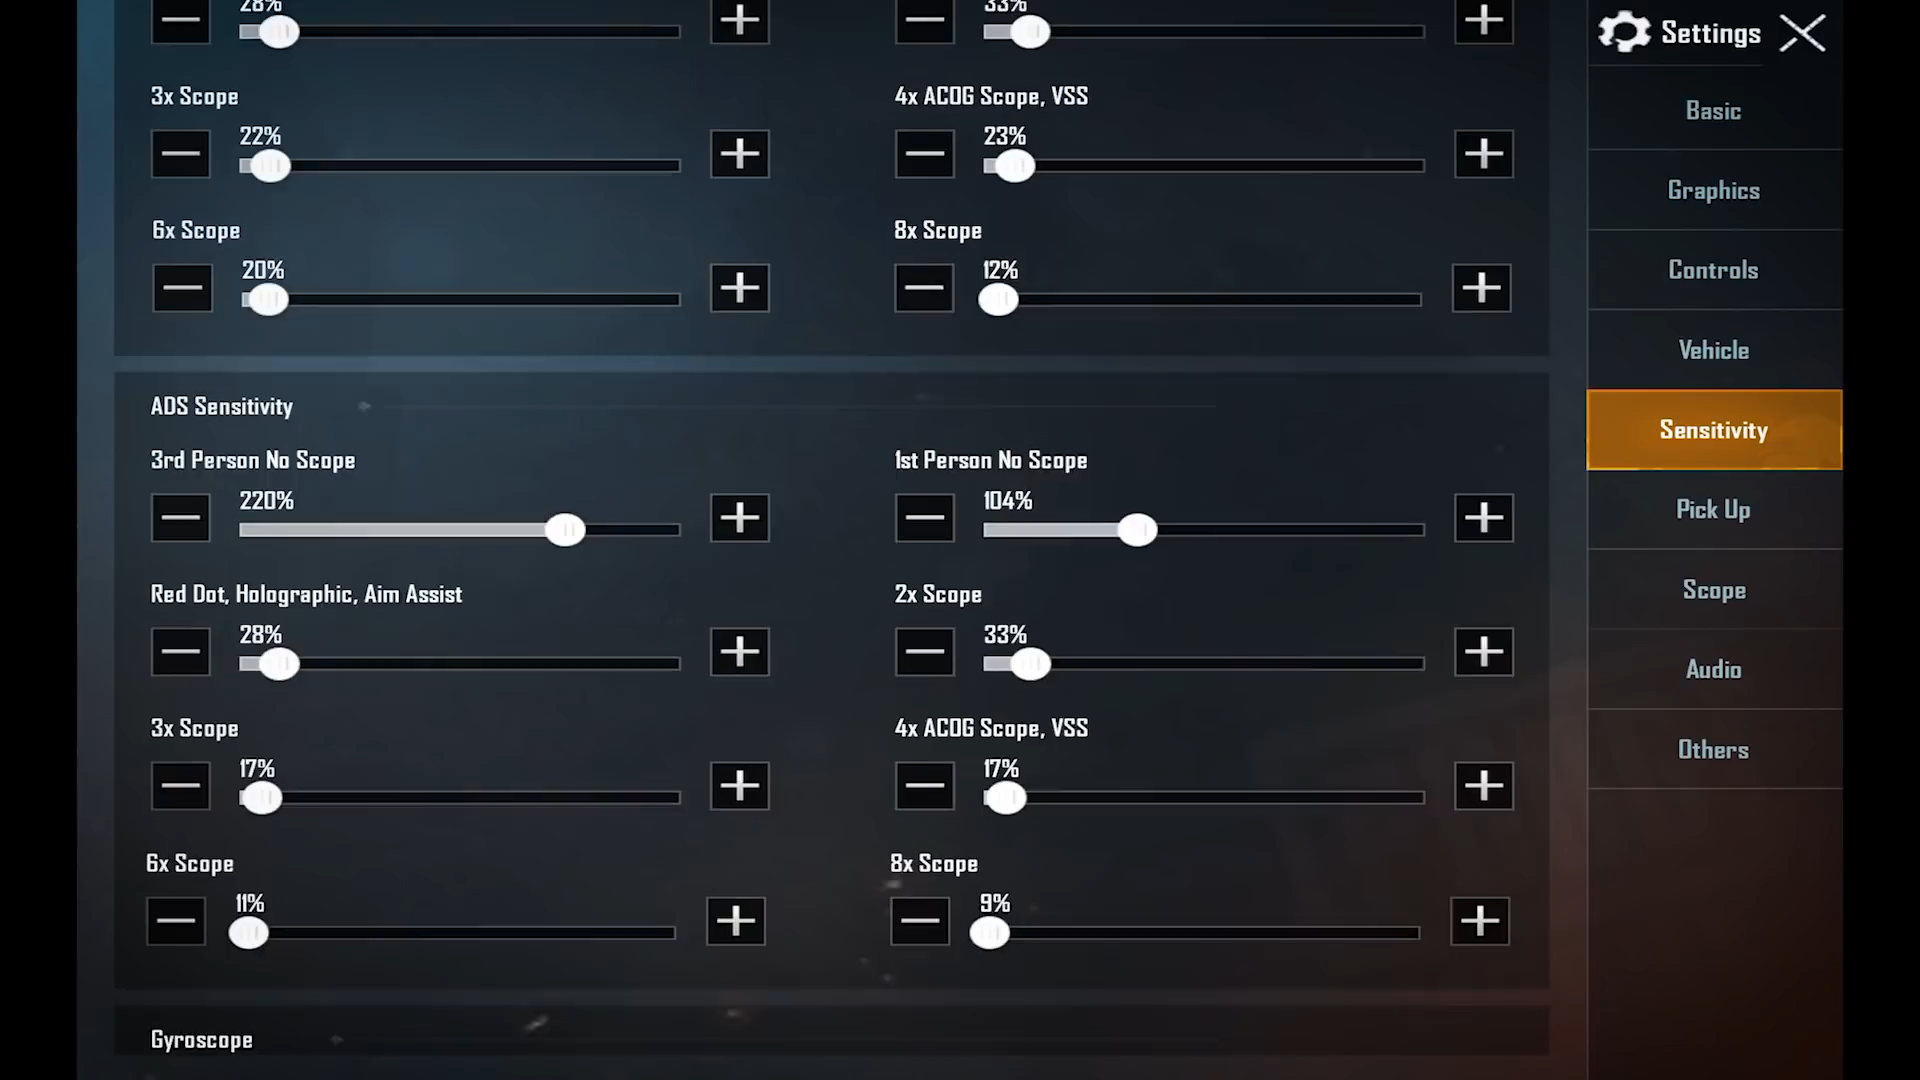 28%
33%
3x Scope
4x ACOG Scope, VSS
22%
23%
6x Scope
8x Scope
20%
12%
ADS Sensitivity
3rd Person No Scope
1st Person No Scope
220%
104%
Red Dot, Holographic, Aim Assist
2x Scope
28%
33%
3x Scope
4x ACOG Scope, VSS
17%
17%
6x Scope
8x Scope
11%
9%
Gyroscope
Settings
Basic
Graphics
Controls
Vehicle
Sensitivity
Pick Up
Scope
Audio
Others